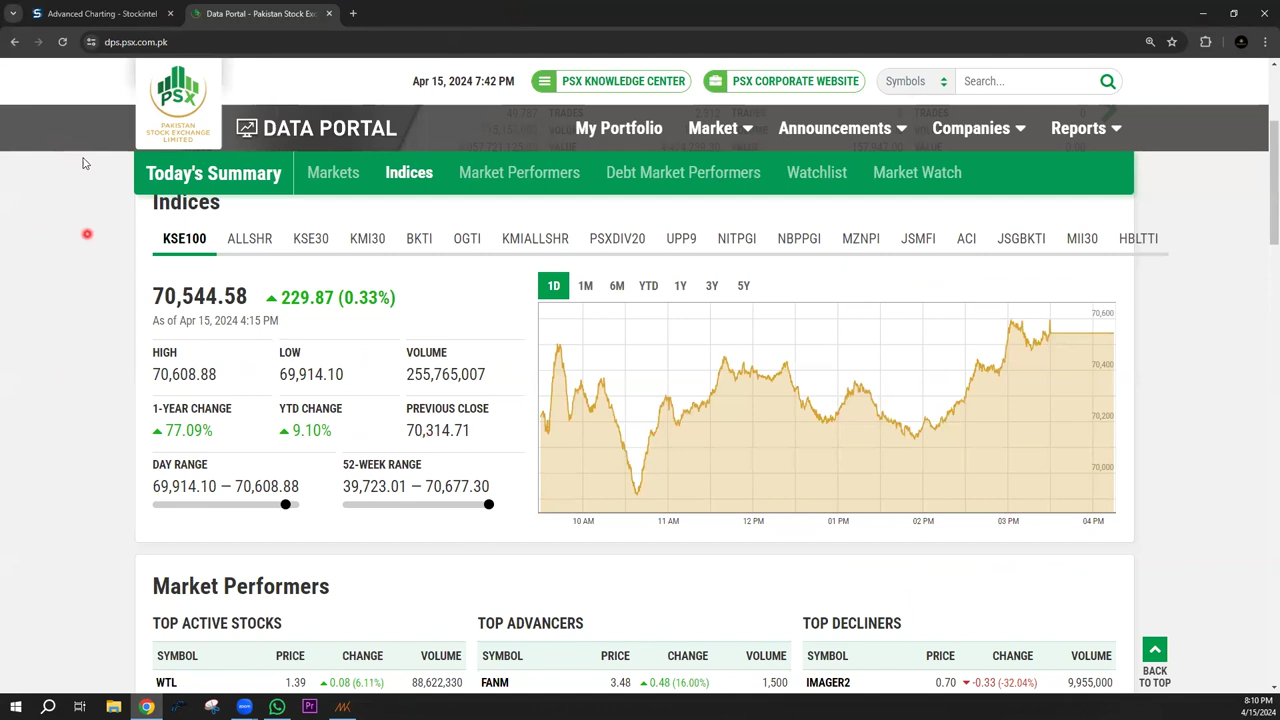 Advanced Charting - Stockintel
Data Portal - Pakistan Stock Exc
dps.psx.com.pk
PSX
PAKISTAN
STOCK EXCHANGE
LIMITED
Apr 15, 2024 7:42 PM
PSX KNOWLEDGE CENTER
PSX CORPORATE WEBSITE
Symbols
Search...
DATA PORTAL
My Portfolio
Market
Announcements
Companies
Reports
Today's Summary
Markets
Indices
Market Performers
Debt Market Performers
Watchlist
Market Watch
Indices
KSE100 ALLSHR KSE30 KMI30 BKTI OGTI KMIALLSHR PSXDIV20 UPP9 NITPGI NBPPGI MZNPI JSMFI ACI JSGBKTI MII30 HBLTTI
70,544.58 229.87 (0.33%)
As of Apr 15, 2024 4:15 PM
HIGH LOW VOLUME
70,608.88 69,914.10 255,765,007
1-YEAR CHANGE YTD CHANGE PREVIOUS CLOSE
77.09% 9.10% 70,314.71
DAY RANGE 52-WEEK RANGE
69,914.10 — 70,608.88 39,723.01 — 70,677.30
1D 1M 6M YTD 1Y 3Y 5Y
70,600
70,400
70,200
70,000
10 AM 11 AM 12 PM 01 PM 02 PM 03 PM 04 PM
Market Performers
TOP ACTIVE STOCKS
SYMBOL PRICE CHANGE VOLUME
WTL 1.39 0.08 (6.11%) 88,622,330
TOP ADVANCERS
SYMBOL PRICE CHANGE VOLUME
FANM 3.48 0.48 (16.00%) 1,500
TOP DECLINERS
SYMBOL PRICE CHANGE VOLUME
IMAGER2 0.70 -0.33 (-32.04%) 9,955,000
BACK
TO TOP
8:10 PM
4/15/2024